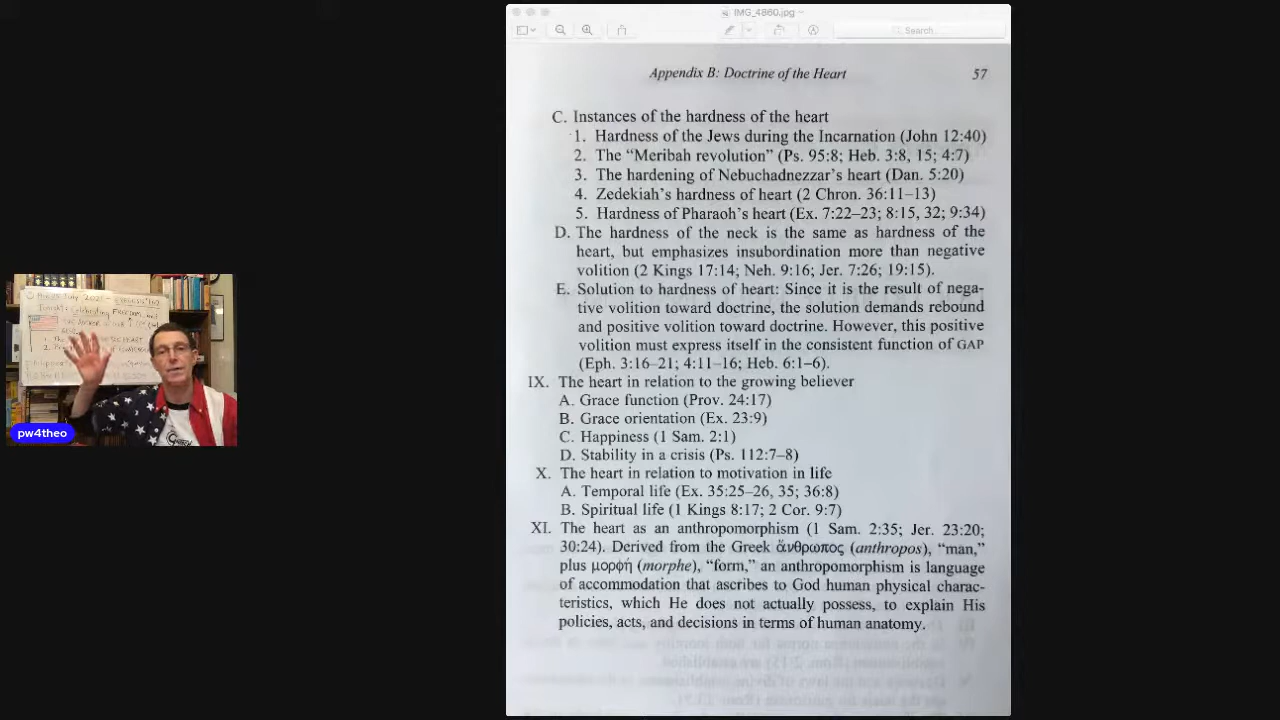 IMG_4860.jpg
Search
Appendix B: Doctrine of the Heart 57
C. Instances of the hardness of the heart
1. Hardness of the Jews during the Incarnation (John 12:40)
2. The “Meribah revolution” (Ps. 95:8; Heb. 3:8, 15; 4:7)
3. The hardening of Nebuchadnezzar’s heart (Dan. 5:20)
4. Zedekiah’s hardness of heart (2 Chron. 36:11–13)
5. Hardness of Pharaoh’s heart (Ex. 7:22–23; 8:15, 32; 9:34)
D. The hardness of the neck is the same as hardness of the
heart, but emphasizes insubordination more than negative
volition (2 Kings 17:14; Neh. 9:16; Jer. 7:26; 19:15).
E. Solution to hardness of heart: Since it is the result of nega-
tive volition toward doctrine, the solution demands rebound
and positive volition toward doctrine. However, this positive
volition must express itself in the consistent function of GAP
(Eph. 3:16–21; 4:11–16; Heb. 6:1–6).
IX. The heart in relation to the growing believer
A. Grace function (Prov. 24:17)
B. Grace orientation (Ex. 23:9)
C. Happiness (1 Sam. 2:1)
D. Stability in a crisis (Ps. 112:7–8)
X. The heart in relation to motivation in life
A. Temporal life (Ex. 35:25–26, 35; 36:8)
B. Spiritual life (1 Kings 8:17; 2 Cor. 9:7)
XI. The heart as an anthropomorphism (1 Sam. 2:35; Jer. 23:20;
30:24). Derived from the Greek ἄνθρωπος (anthropos), “man,”
plus μορφή (morphe), “form,” an anthropomorphism is language
of accommodation that ascribes to God human physical charac-
teristics, which He does not actually possess, to explain His
policies, acts, and decisions in terms of human anatomy.
pw4theo